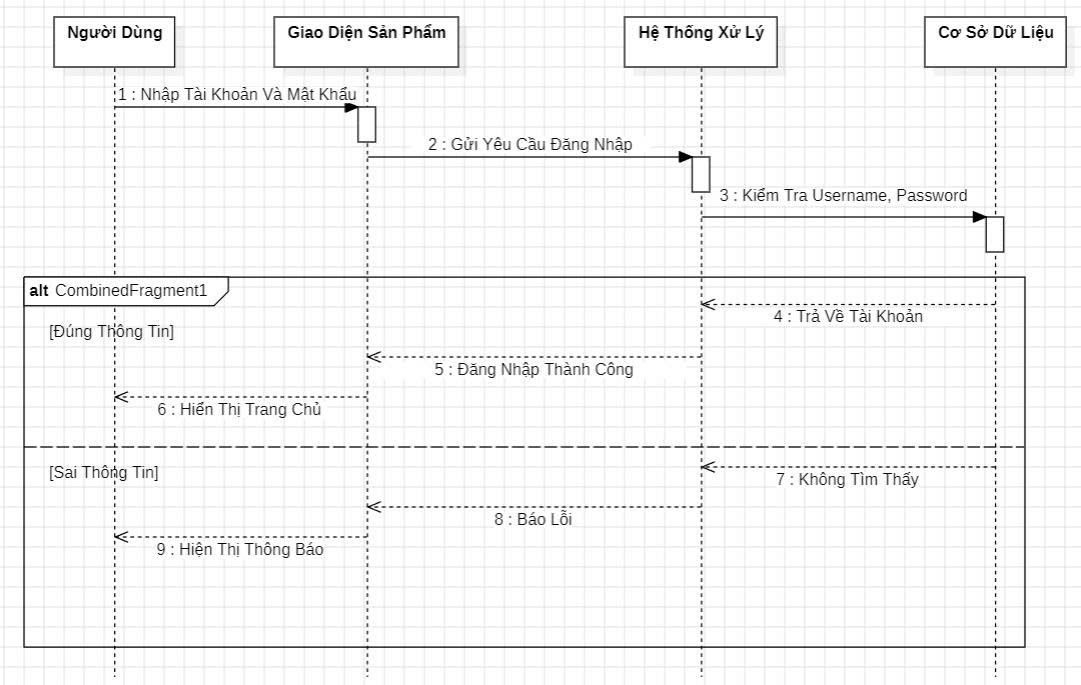 Người Dùng
Giao Diện Sản Phẩm
Hệ Thống Xử Lý
Cơ Sở Dữ Liệu
1 : Nhập Tài Khoản Và Mật Khẩu
2 : Gửi Yêu Cầu Đăng Nhập
3 : Kiểm Tra Username, Password
alt CombinedFragment1
4 : Trả Về Tài Khoản
[Đúng Thông Tin]
5 : Đăng Nhập Thành Công
6 : Hiển Thị Trang Chủ
[Sai Thông Tin]
7 : Không Tìm Thấy
8 : Báo Lỗi
9 : Hiện Thị Thông Báo